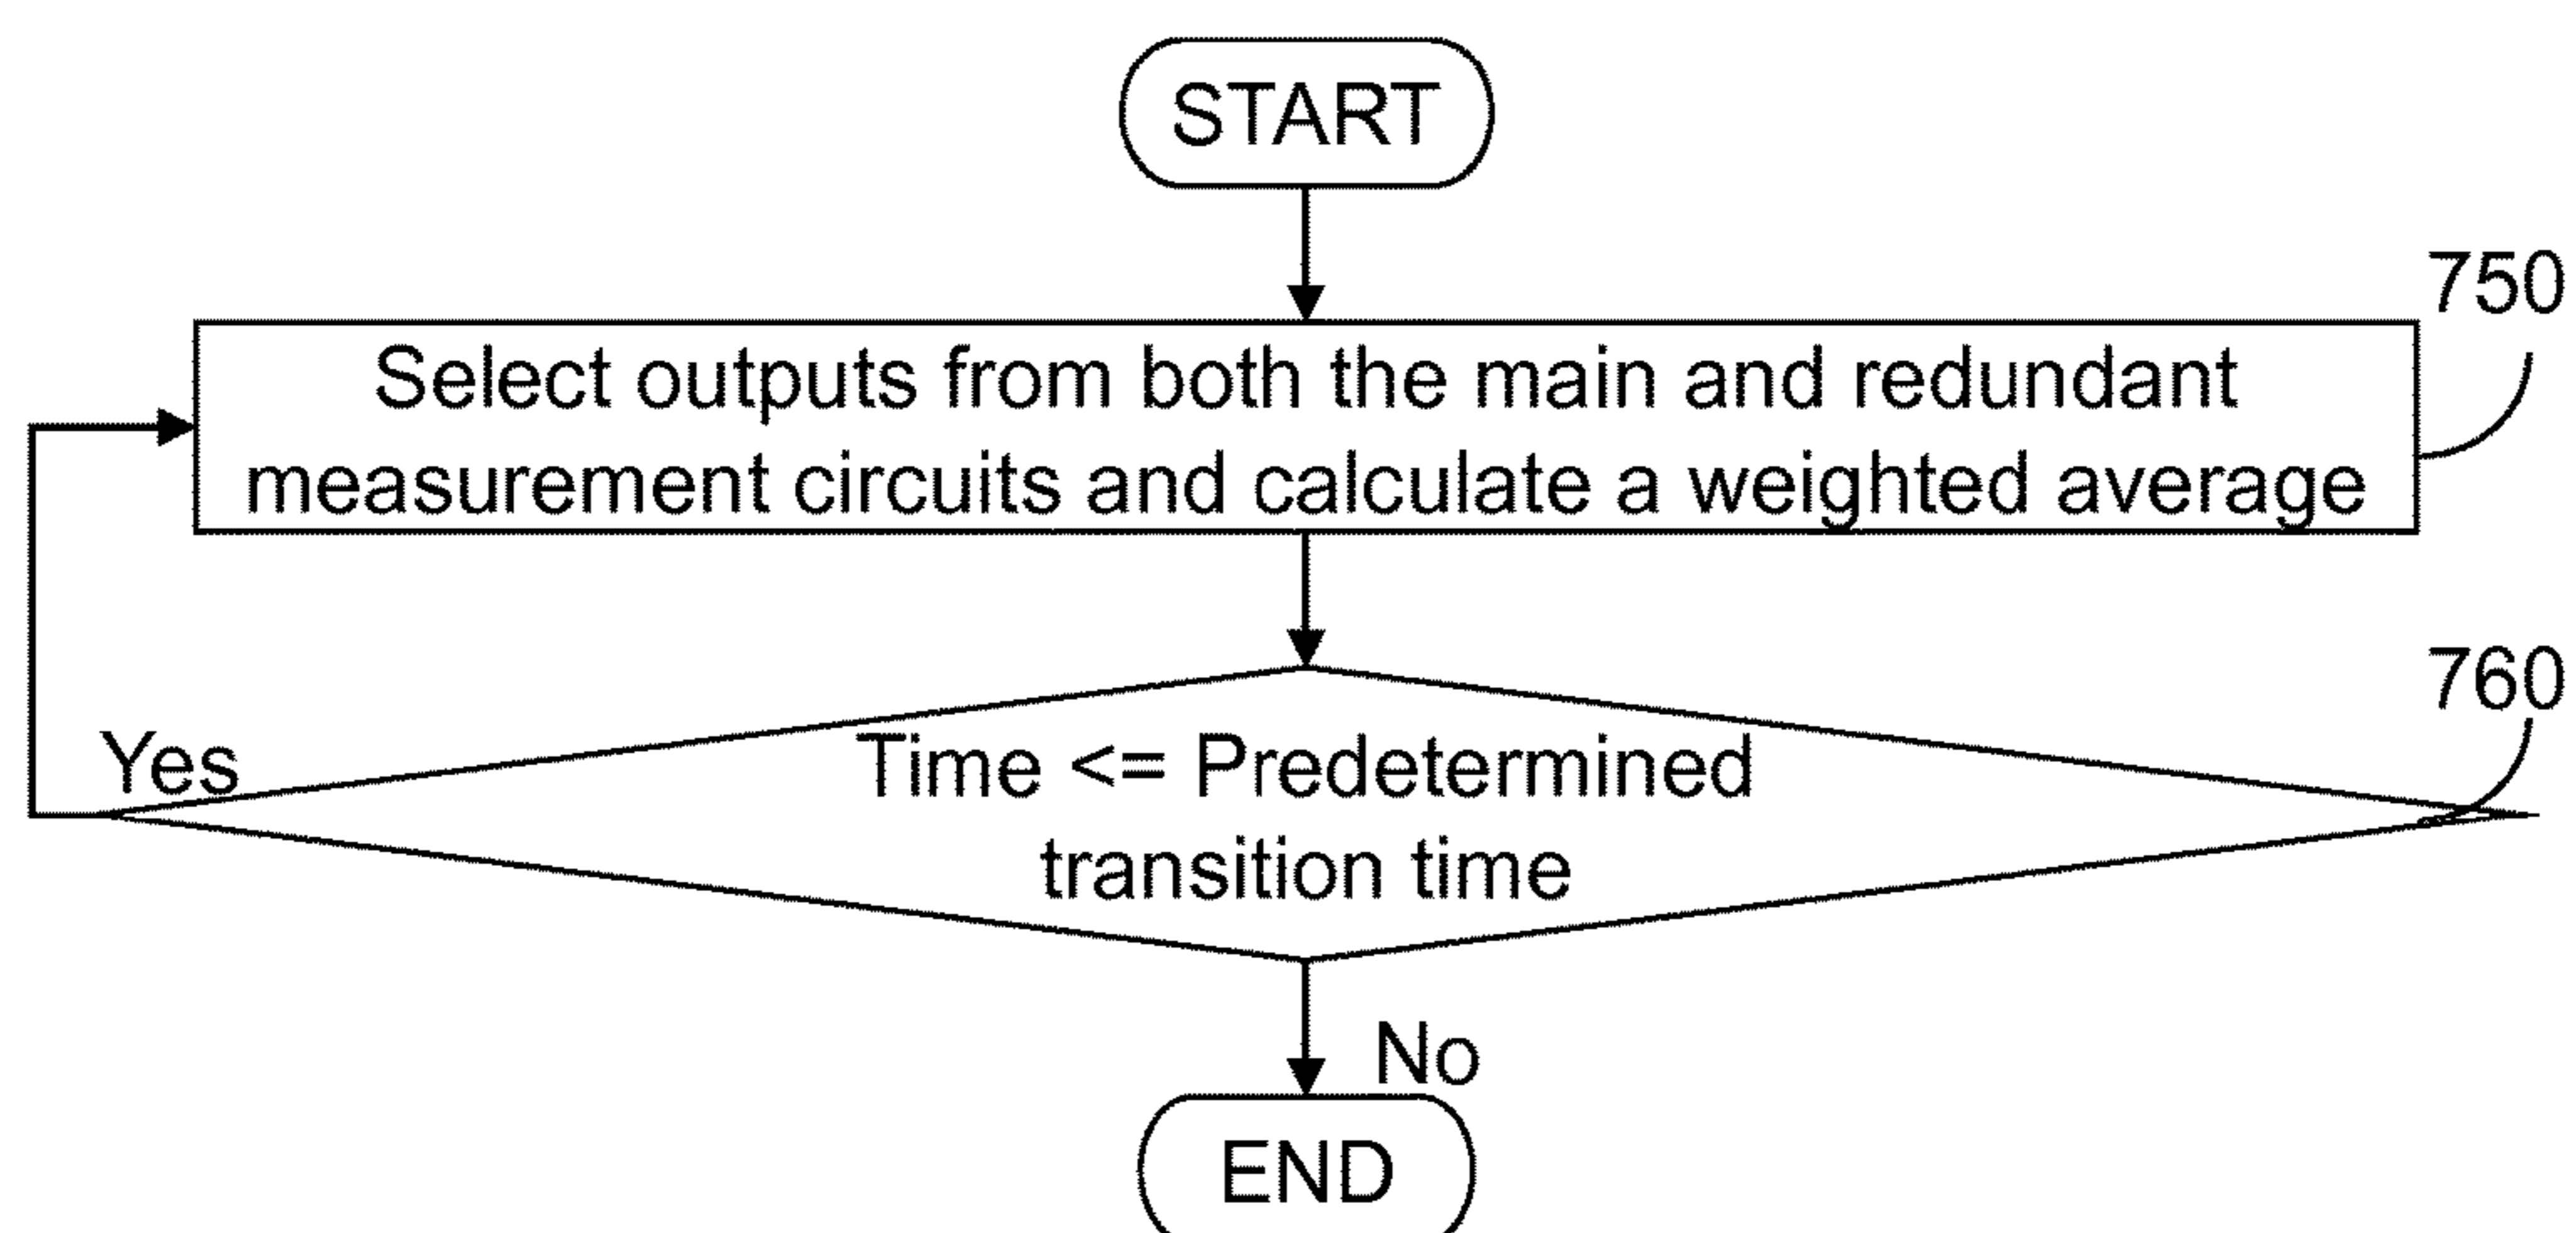 START
750
Select outputs from both the main and redundant
measurement circuits and calculate a weighted average
760
Yes
Time <= Predetermined
transition time
No
END